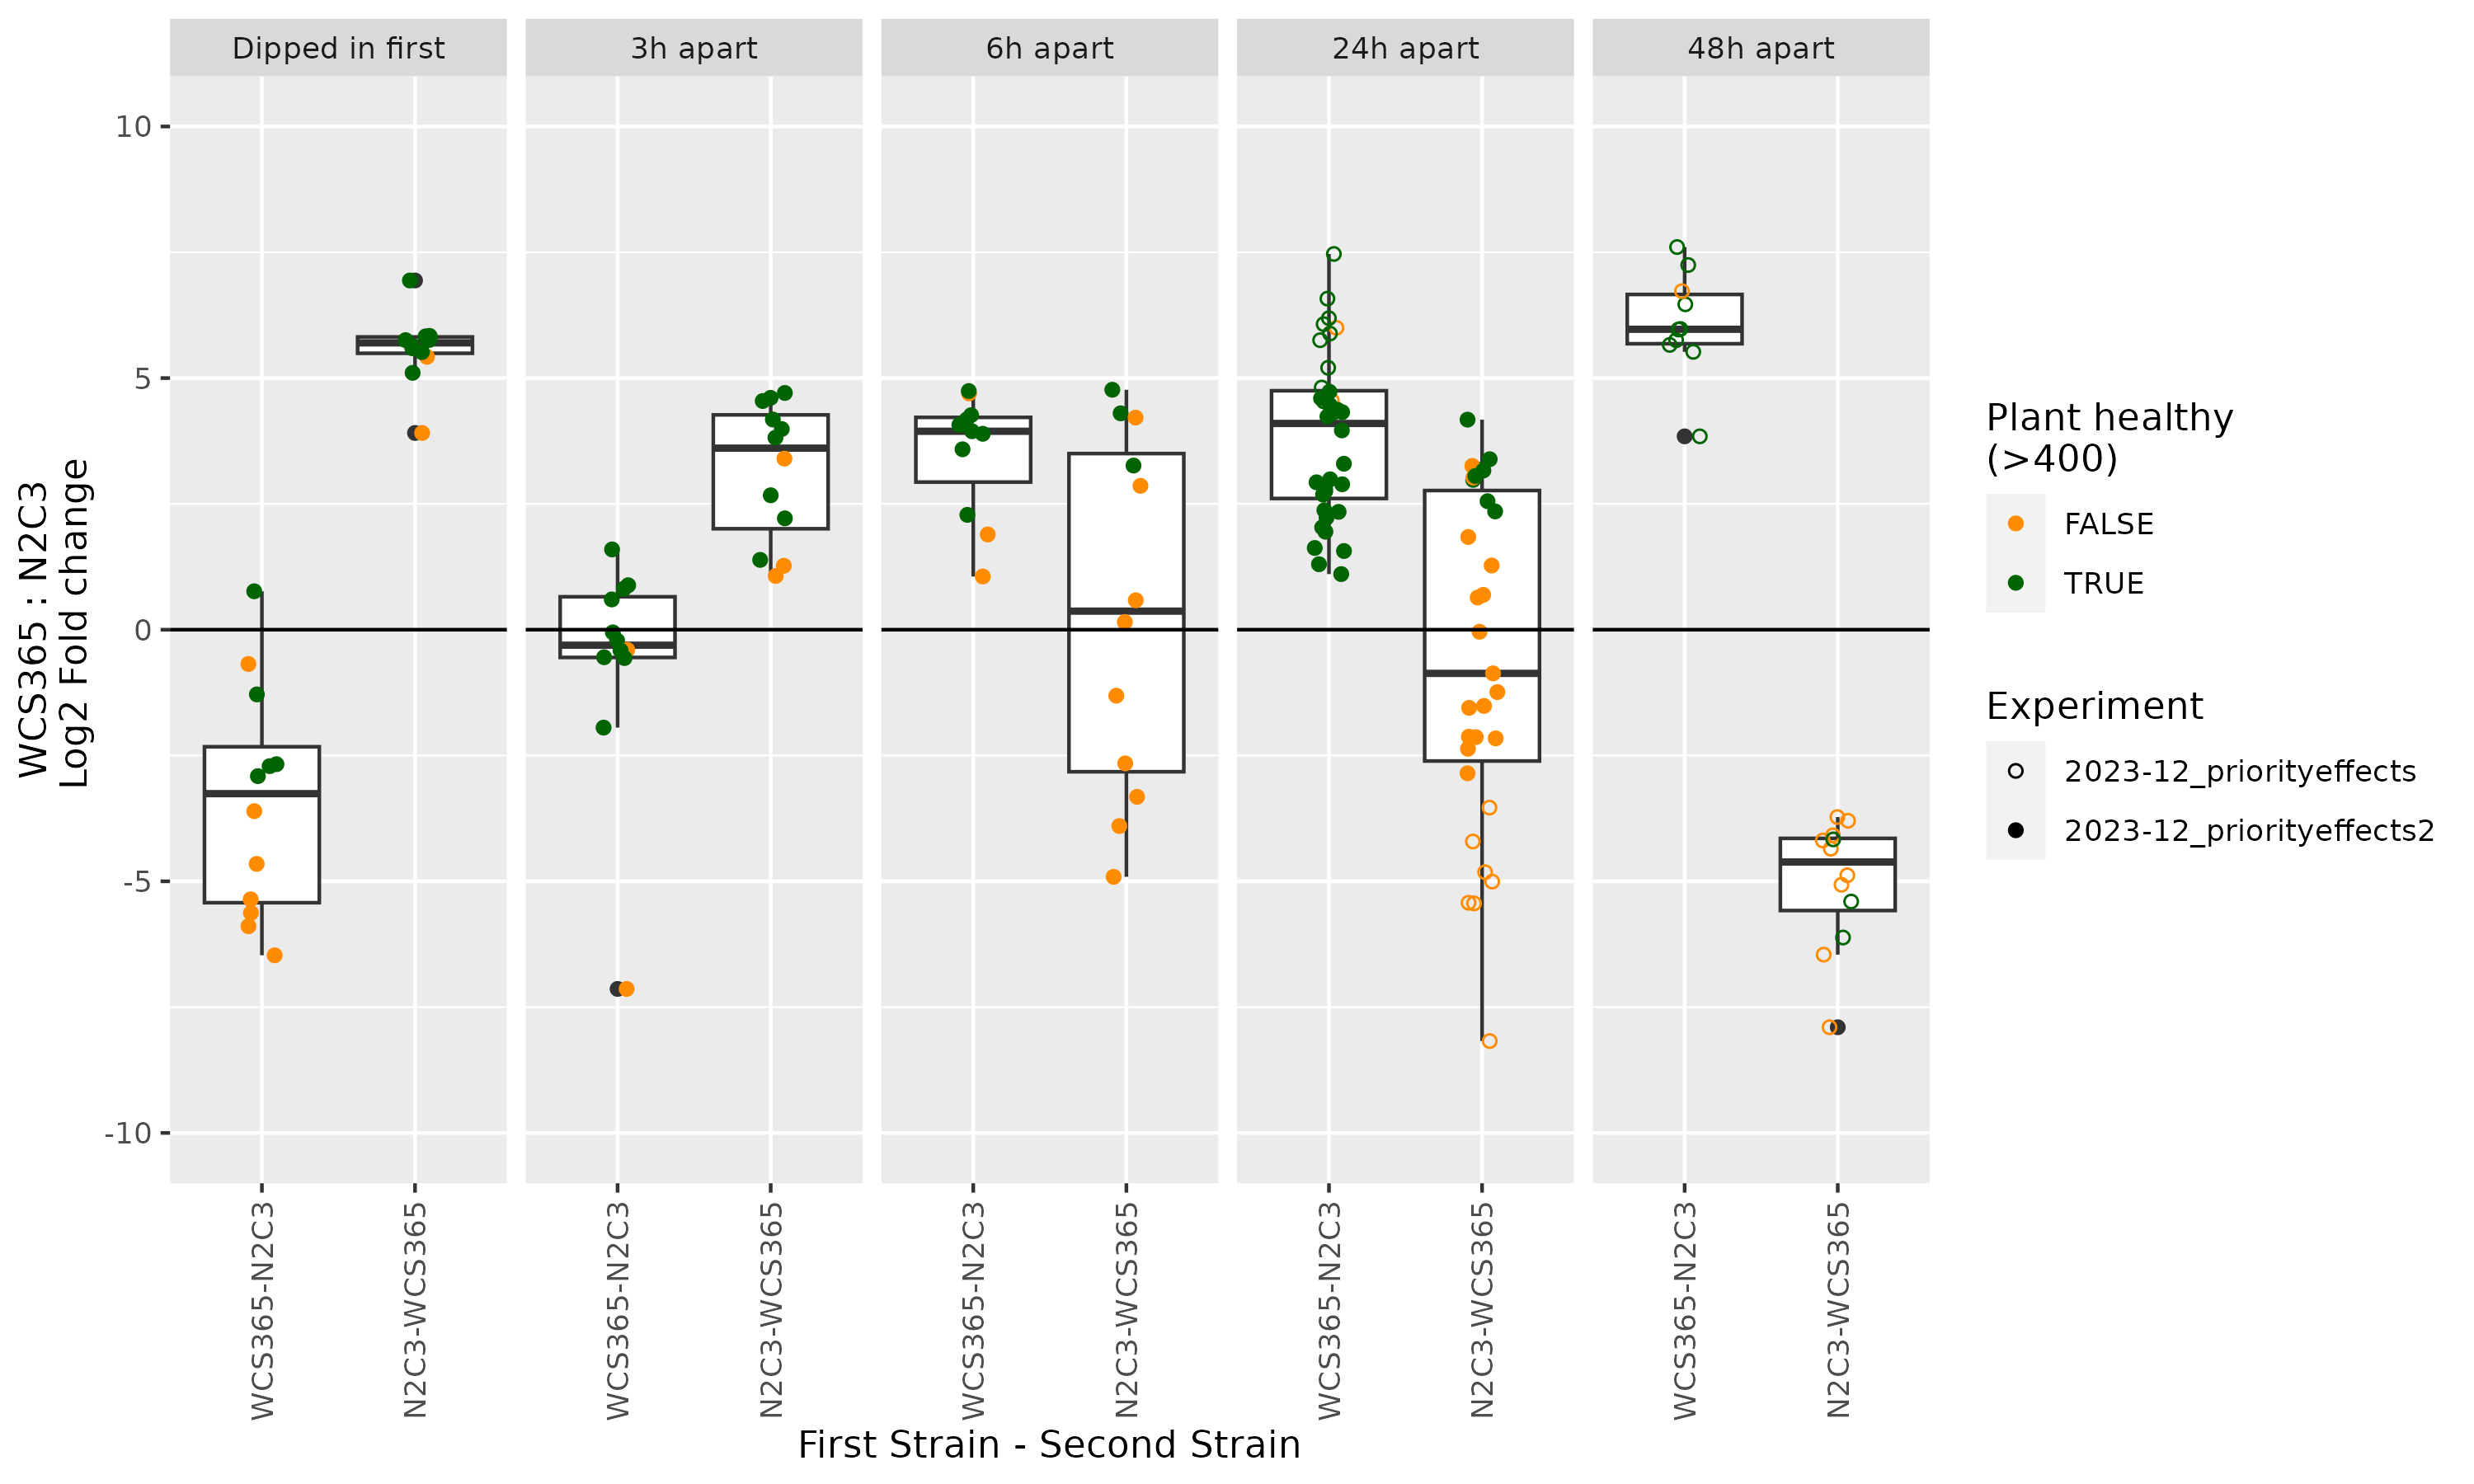 Dipped in first
3h apart
6h apart
24h apart
48h apart
10
5
0
-5
-10
WCS365 : N2C3
Log2 Fold change
WCS365-N2C3
N2C3-WCS365
WCS365-N2C3
N2C3-WCS365
WCS365-N2C3
N2C3-WCS365
WCS365-N2C3
N2C3-WCS365
WCS365-N2C3
N2C3-WCS365
First Strain - Second Strain
Plant healthy
(>400)
FALSE
TRUE
Experiment
2023-12_priorityeffects
2023-12_priorityeffects2